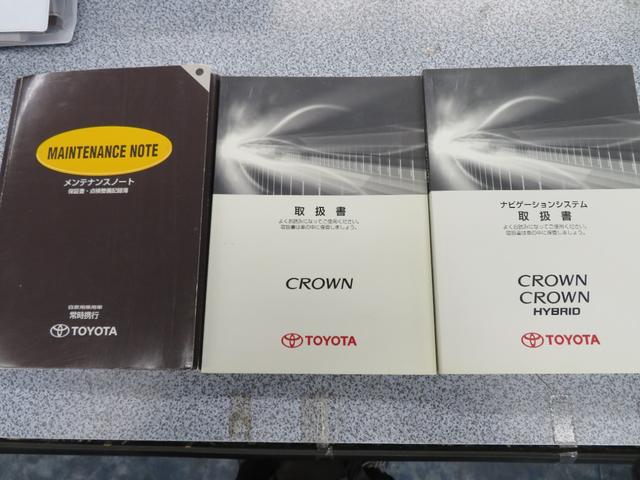 MAINTENANCE NOTE
メンテナンスノート
保証書・点検整備記録簿
自家用乗用車
常時携行
TOYOTA
取扱書
よくお読みになってご使用ください。
取扱書は車の中に保管しましょう。
CROWN
TOYOTA
ナビゲーションシステム
取扱書
よくお読みになってご使用ください。
取扱書は車の中に保管しましょう。
CROWN
CROWN
HYBRID
TOYOTA